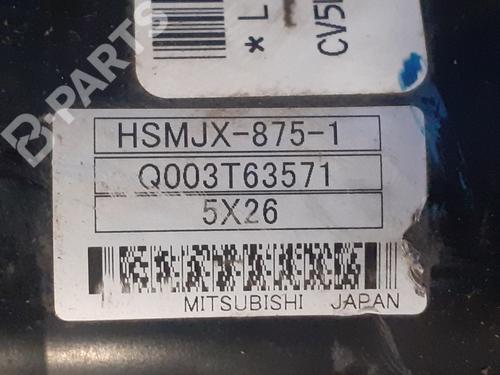 B-PARTS
* L
CV5
HSMJX-875-1
Q003T63571
5X26
MITSUBISHI JAPAN